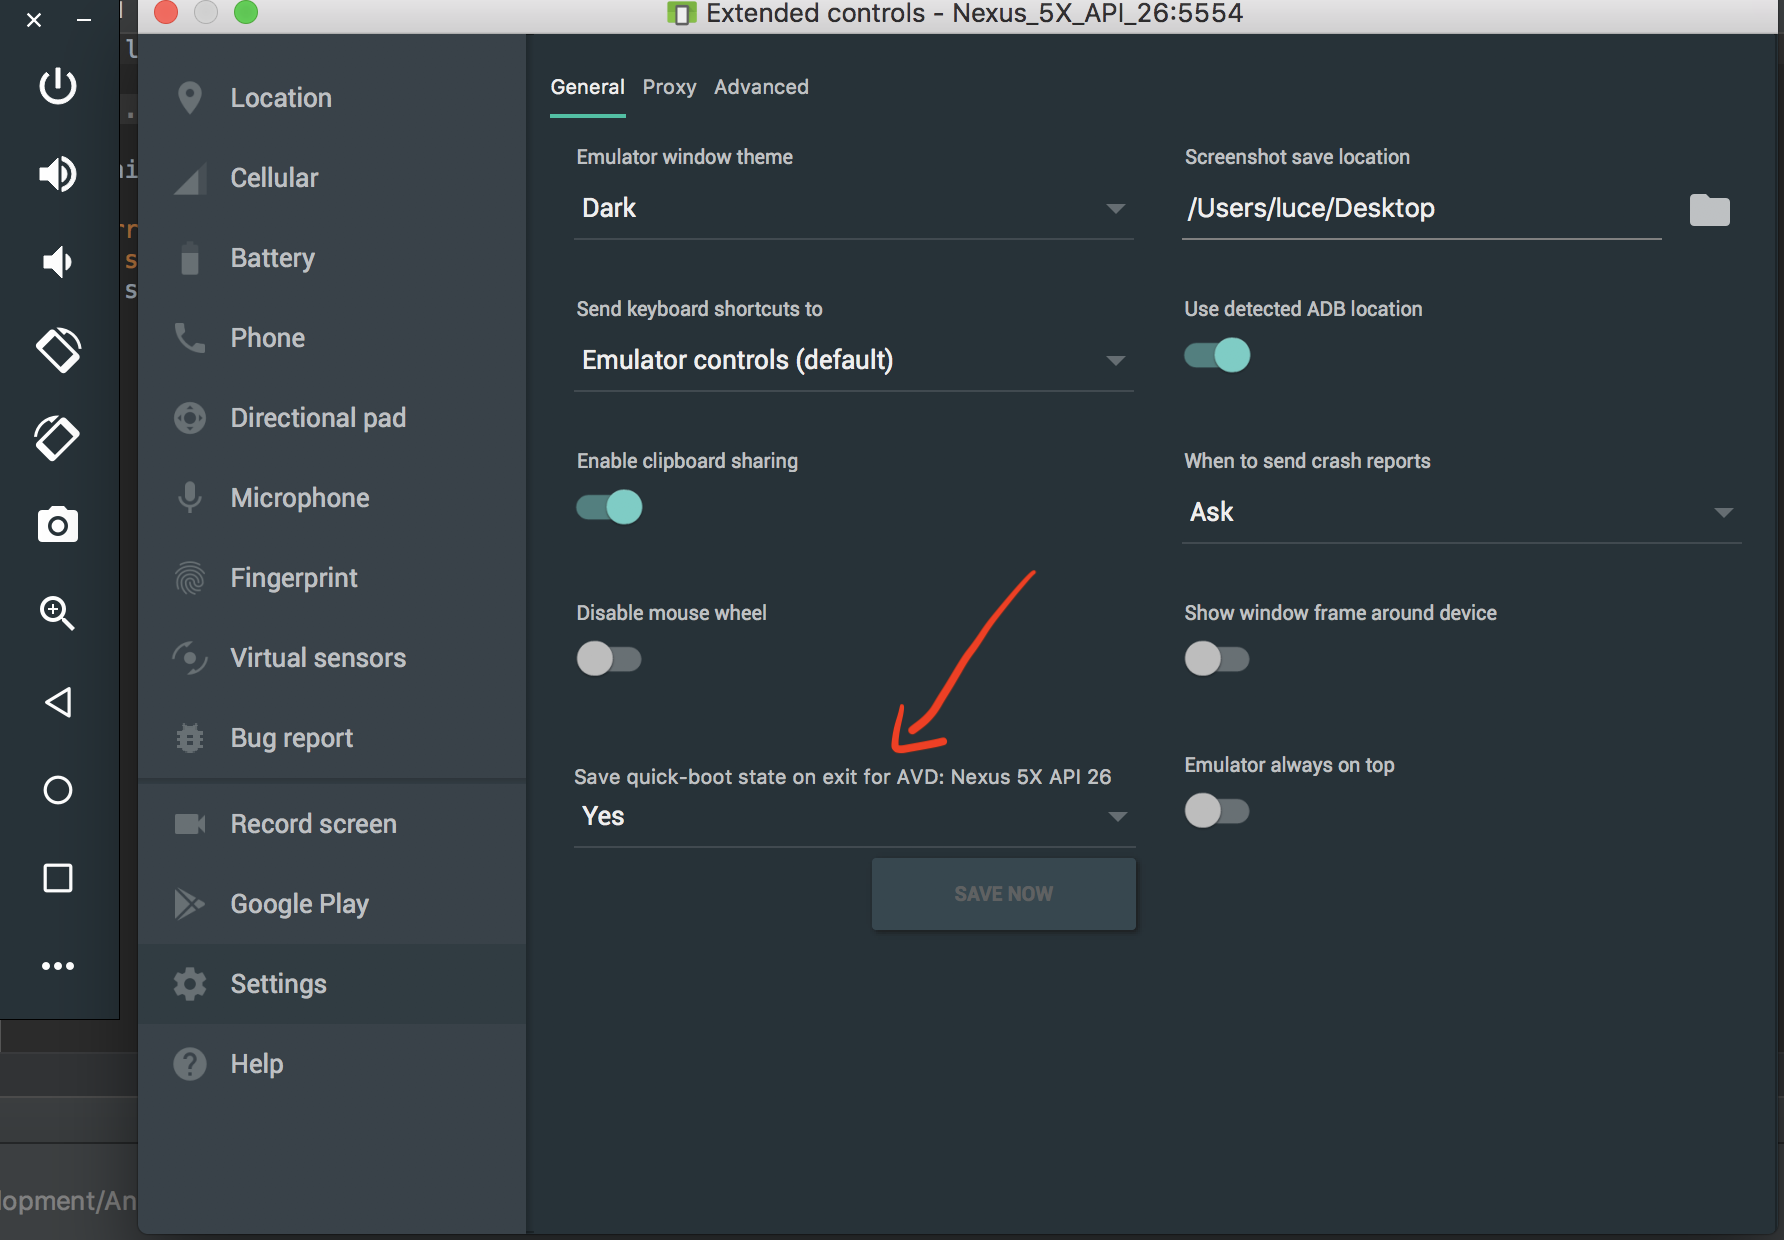 Extended controls - Nexus_5X_API_26:5554
Location
Cellular
Battery
Phone
Directional pad
Microphone
Fingerprint
Virtual sensors
Bug report
Record screen
Google Play
Settings
Help
General Proxy Advanced
Emulator window theme
Dark
Screenshot save location
/Users/luce/Desktop
Send keyboard shortcuts to
Emulator controls (default)
Use detected ADB location
Enable clipboard sharing
When to send crash reports
Ask
Disable mouse wheel
Show window frame around device
Save quick-boot state on exit for AVD: Nexus 5X API 26
Yes
SAVE NOW
Emulator always on top
lopment/An